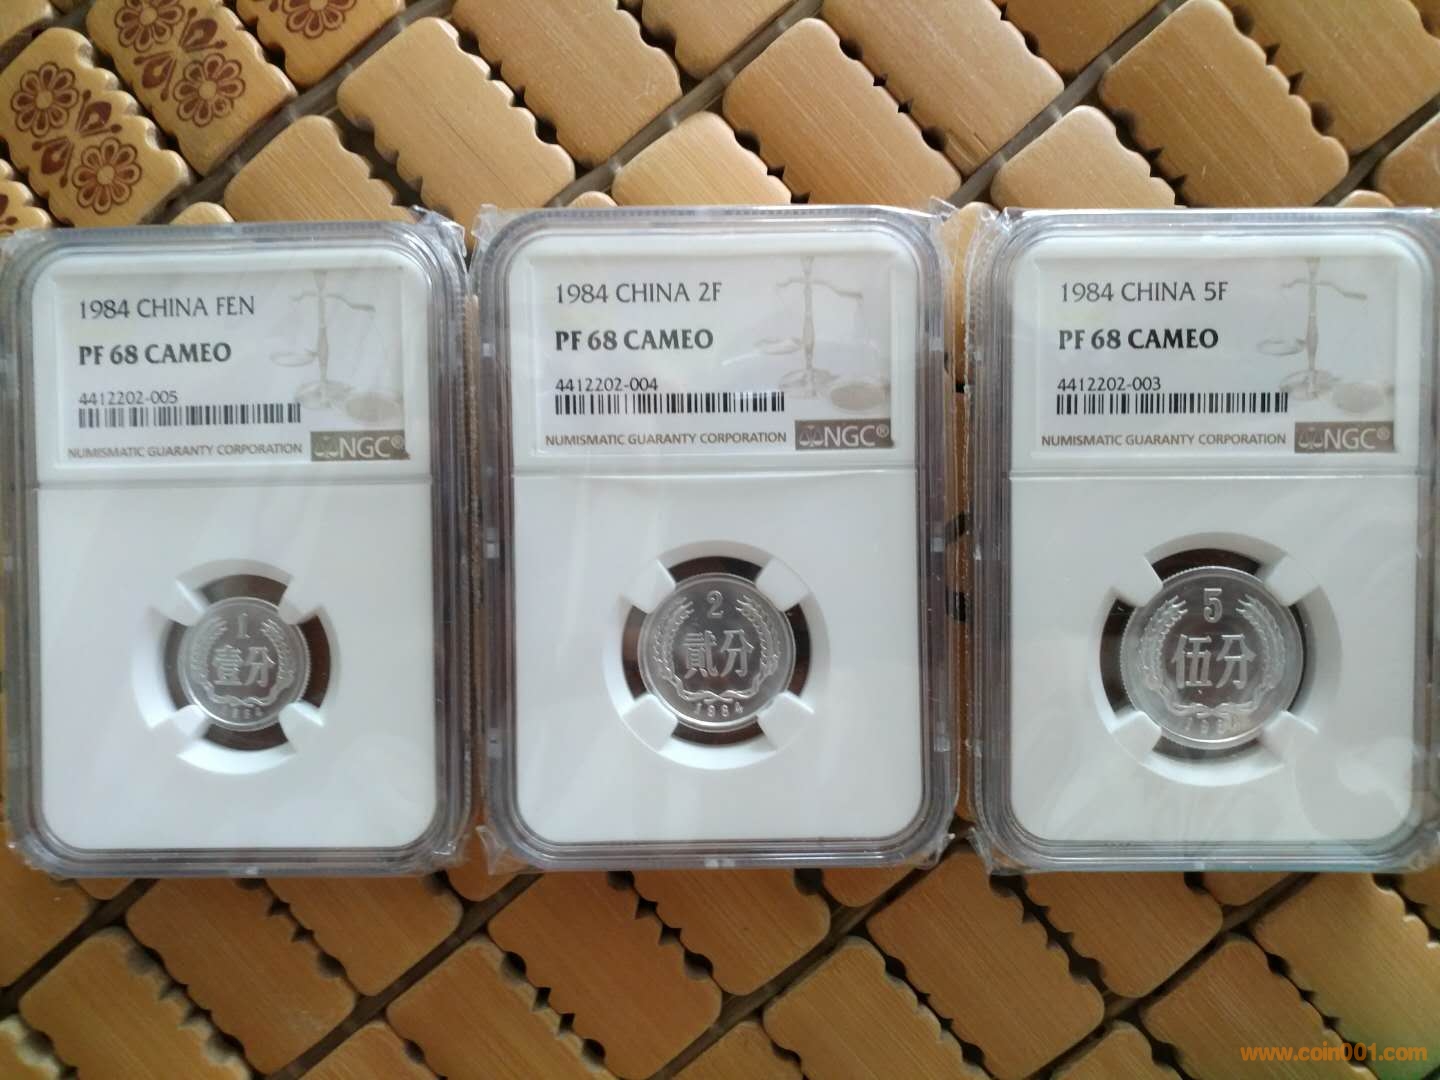 1984 CHINA FEN
PF 68 CAMEO
4412202-005
NUMISMATIC GUARANTY CORPORATION NGC®
1
壹分
1984
1984 CHINA 2F
PF 68 CAMEO
4412202-004
NUMISMATIC GUARANTY CORPORATION NGC®
2
貳分
1984
1984 CHINA 5F
PF 68 CAMEO
4412202-003
NUMISMATIC GUARANTY CORPORATION NGC®
5
伍分
1984
www.coin001.com